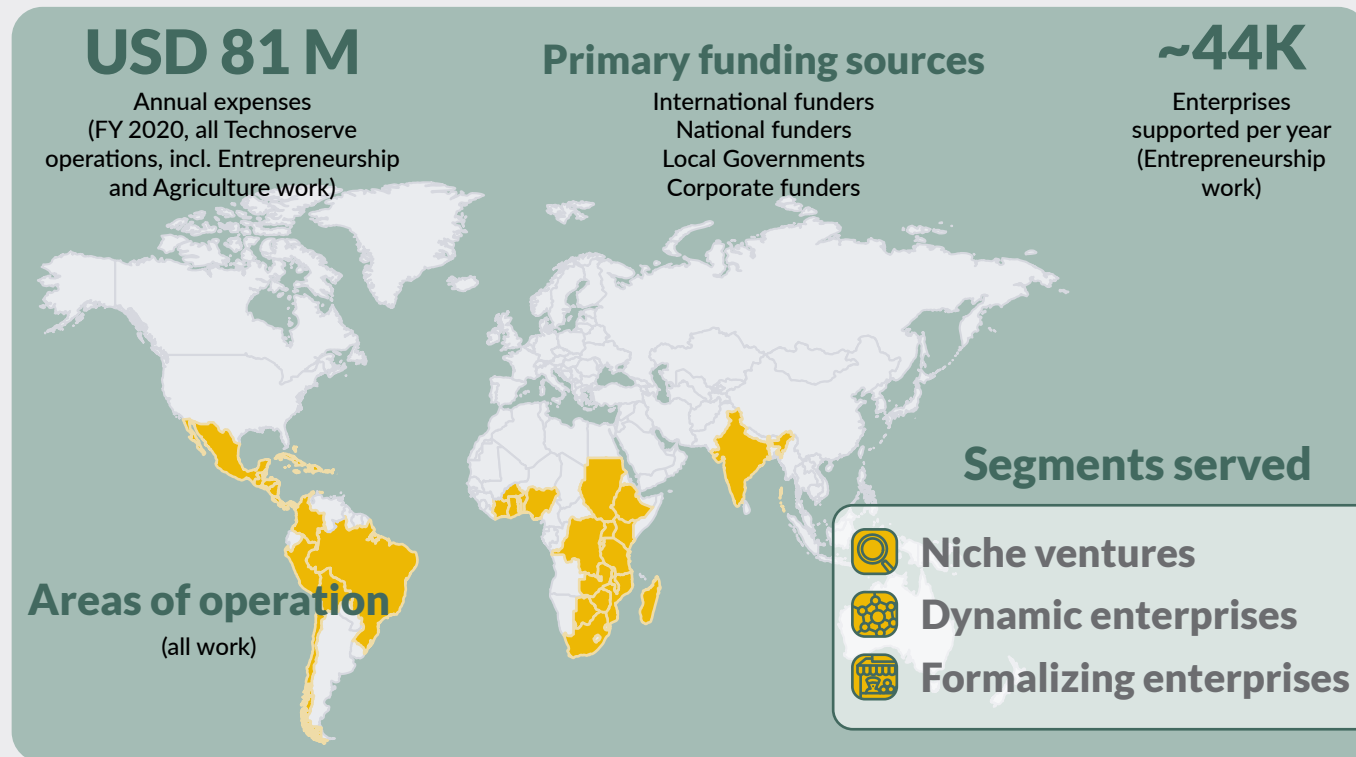 USD 81 M
Annual expenses
(FY 2020, all Technoserve
operations, incl. Entrepreneurship
and Agriculture work)
Primary funding sources
International funders
National funders
Local Governments
Corporate funders
~44K
Enterprises
supported per year
(Entrepreneurship
work)
Areas of operation
(all work)
Segments served
Niche ventures
Dynamic enterprises
Formalizing enterprises